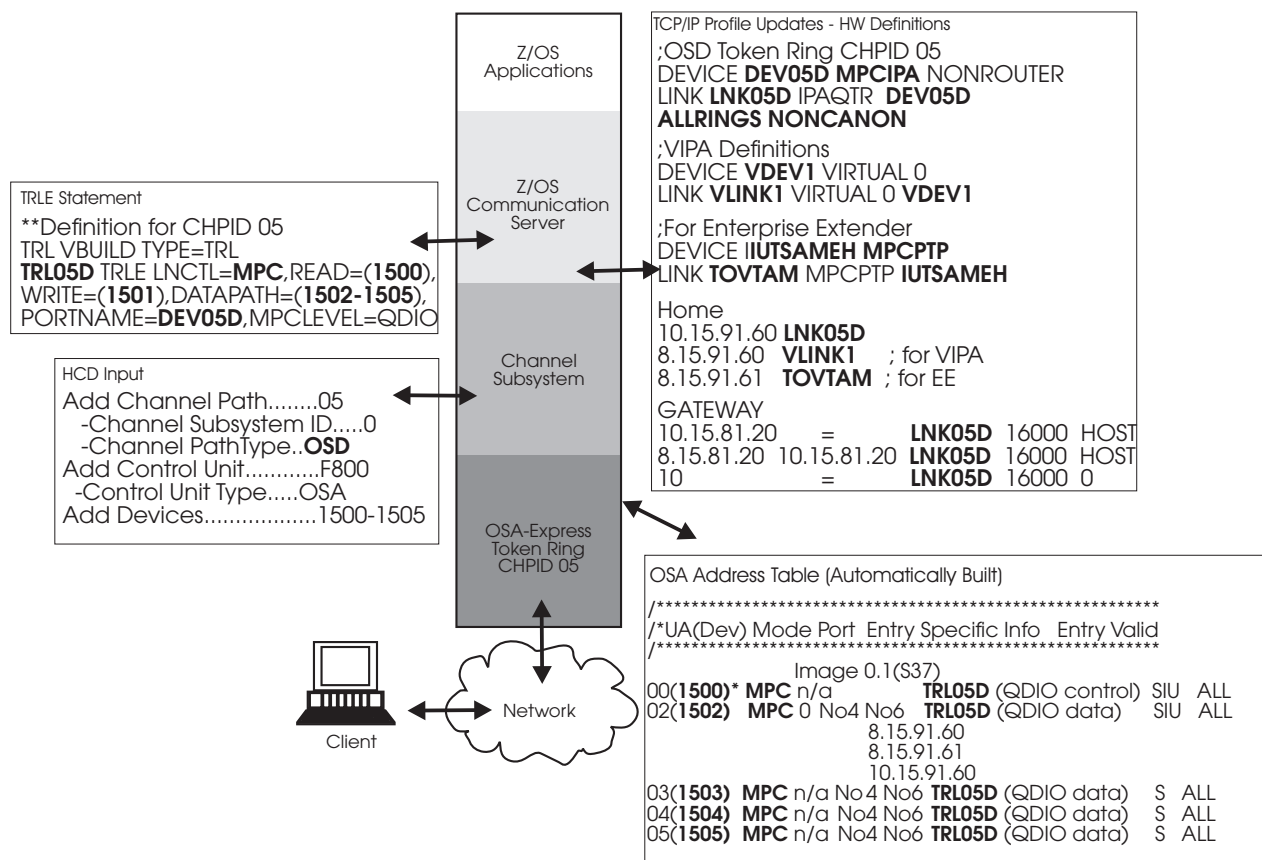 Z/OS
Applications
Z/OS
Communication
Server
Channel
Subsystem
OSA-Express
Token Ring
CHPID 05
Network
Client
TRLE Statement
**Definition for CHPID 05
TRL VBUILD TYPE=TRL
TRL05D TRLE LNCTL=MPC,READ=(1500),
WRITE=(1501),DATAPATH=(1502-1505),
PORTNAME=DEV05D,MPCLEVEL=QDIO
HCD Input
Add Channel Path........05
-Channel Subsystem ID.....0
-Channel PathType..OSD
Add Control Unit............F800
-Control Unit Type.....OSA
Add Devices..................1500-1505
TCP/IP Profile Updates - HW Definitions
;OSD Token Ring CHPID 05
DEVICE DEV05D MPCIPA NONROUTER
LINK LNK05D IPAQTR DEV05D
ALLRINGS NONCANON
;VIPA Definitions
DEVICE VDEV1 VIRTUAL 0
LINK VLINK1 VIRTUAL 0 VDEV1
;For Enterprise Extender
DEVICE IIUTSAMEH MPCPTP
LINK TOVTAM MPCPTP IUTSAMEH
Home
10.15.91.60 LNK05D
8.15.91.60 VLINK1 ; for VIPA
8.15.91.61 TOVTAM ; for EE
GATEWAY
10.15.81.20 = LNK05D 16000 HOST
8.15.81.20 10.15.81.20 LNK05D 16000 HOST
10 = LNK05D 16000 0
OSA Address Table (Automatically Built)
/**********************************************************
/*UA(Dev) Mode Port Entry Specific Info Entry Valid
/**********************************************************
Image 0.1(S37)
00(1500)* MPC n/a TRL05D (QDIO control) SIU ALL
02(1502) MPC 0 No4 No6 TRL05D (QDIO data) SIU ALL
8.15.91.60
8.15.91.61
10.15.91.60
03(1503) MPC n/a No4 No6 TRL05D (QDIO data) S ALL
04(1504) MPC n/a No4 No6 TRL05D (QDIO data) S ALL
05(1505) MPC n/a No4 No6 TRL05D (QDIO data) S ALL